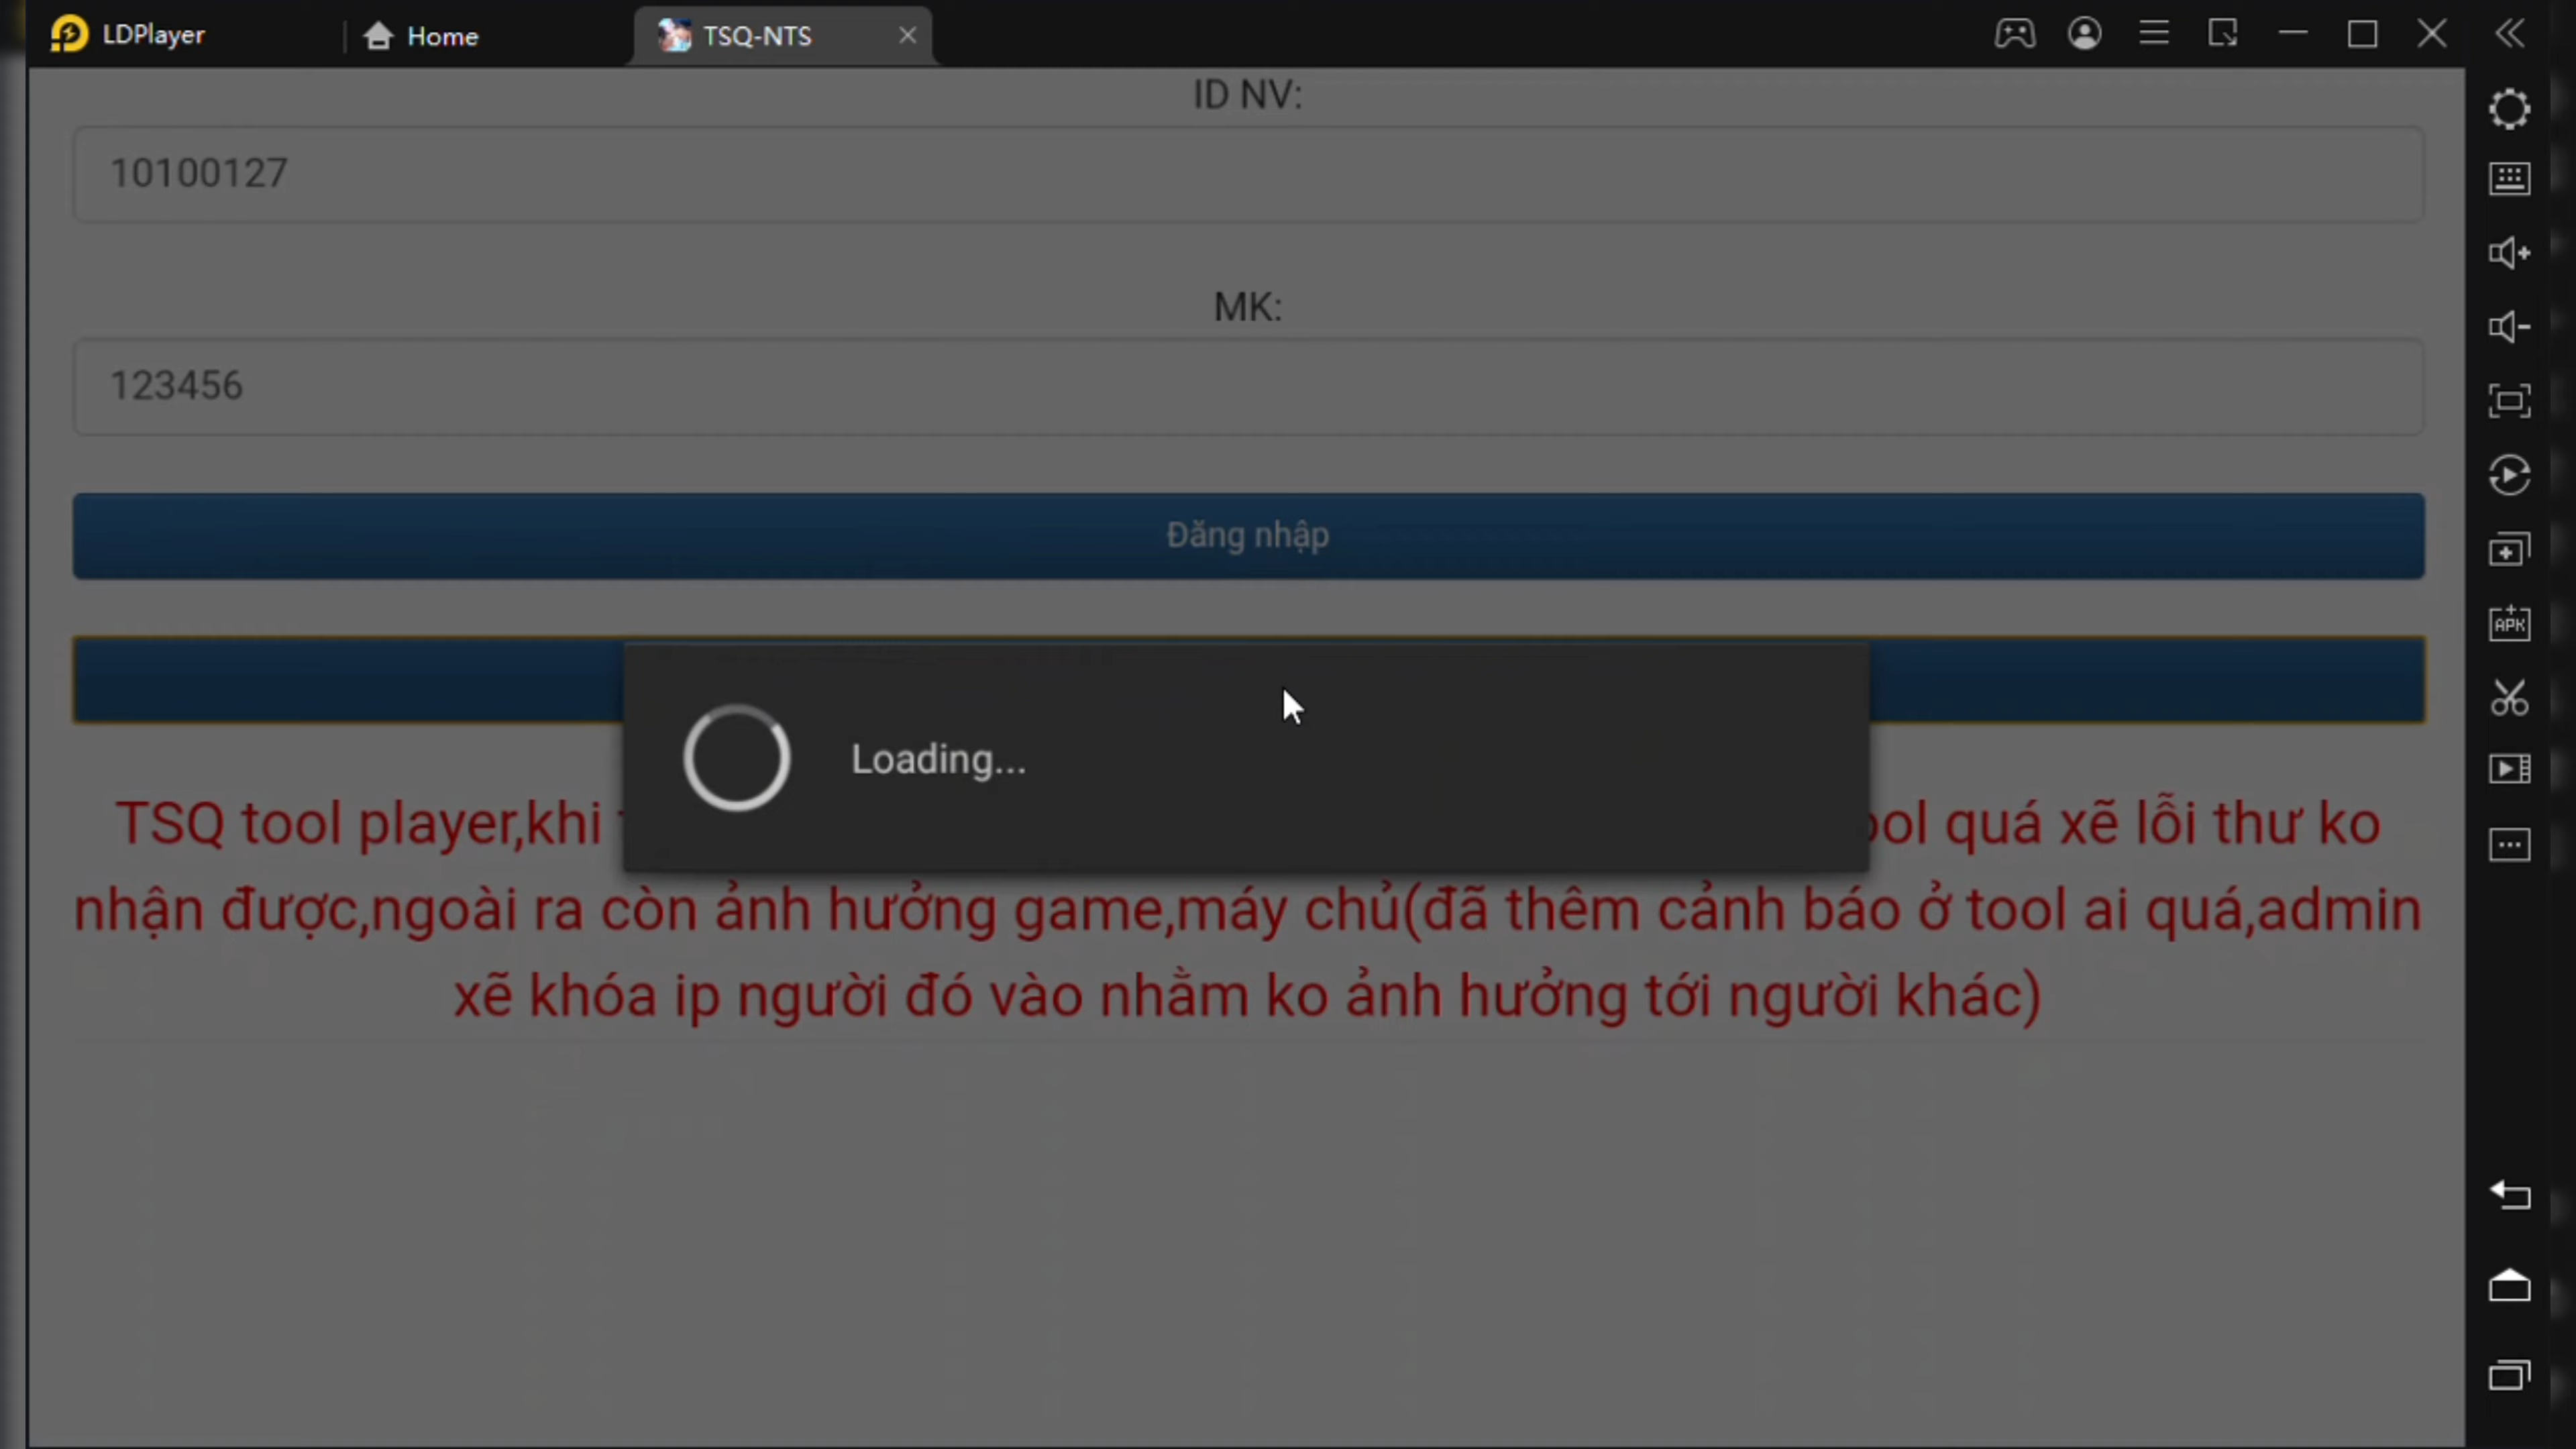 LDPlayer
Home
TSQ-NTS
ID NV:
10100127
MK:
123456
Đăng nhập
Loading...
TSQ tool player,khi quá xẽ lỗi thư ko
nhận được,ngoài ra còn ảnh hưởng game,máy chủ(đã thêm cảnh báo ở tool ai quá,admin
xẽ khóa ip người đó vào nhằm ko ảnh hưởng tới người khác)
APK